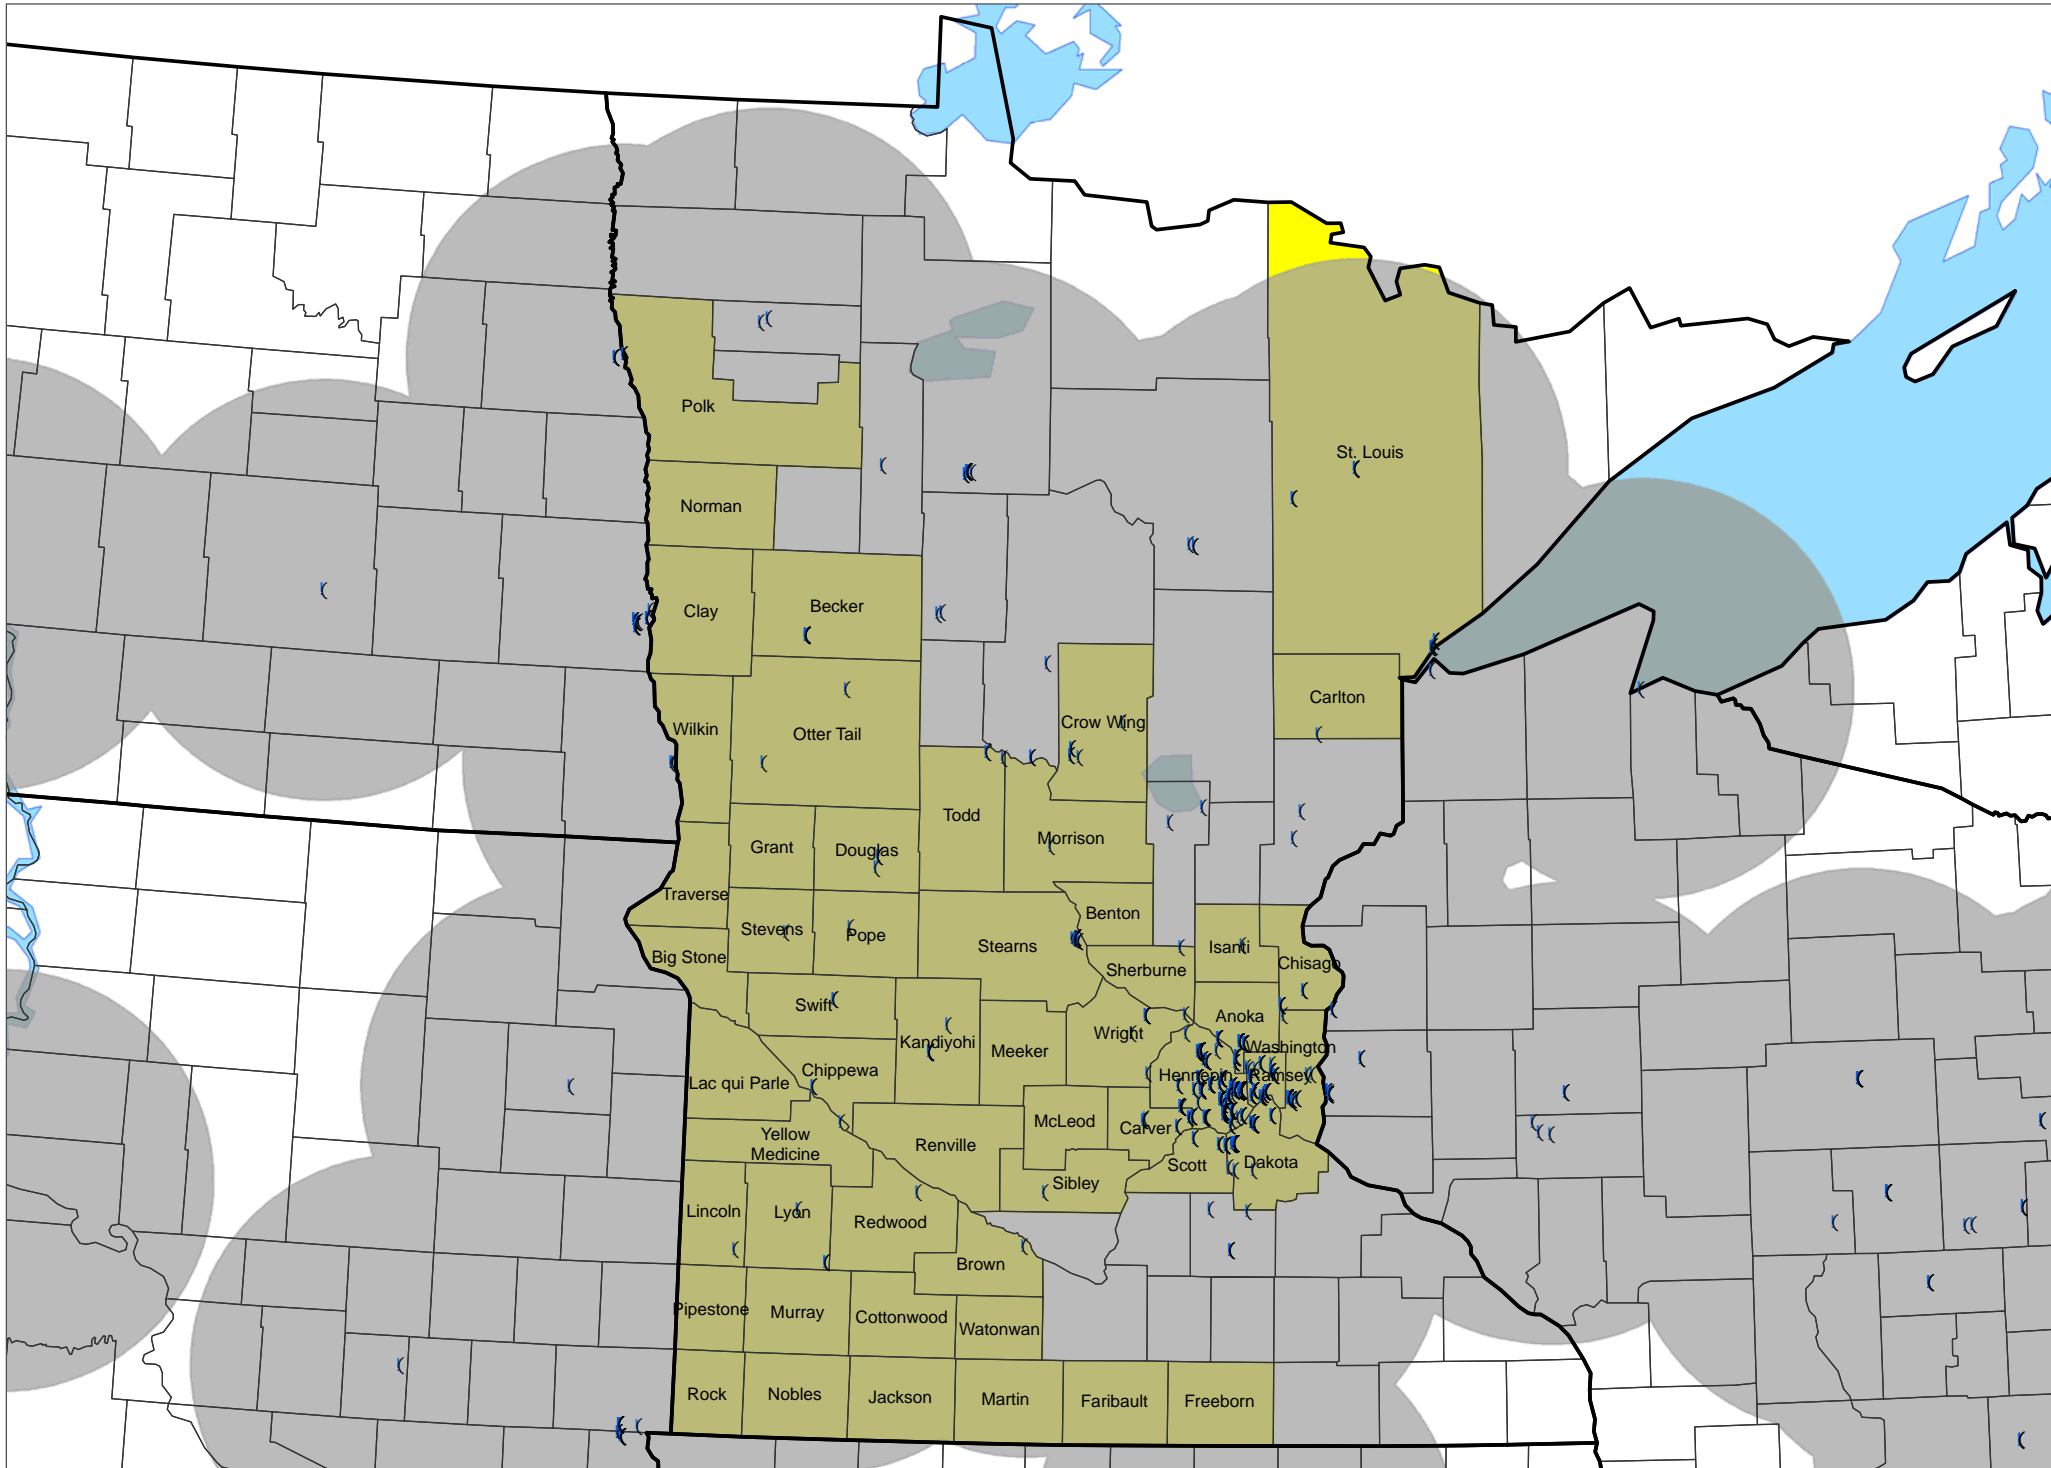 Polk
St. Louis
Norman
Clay
Becker
Carlton
Wilkin
Otter Tail
Crow Wing
Todd
Morrison
Grant
Douglas
Traverse
Benton
Stevens
Pope
Stearns
Isanti
Big Stone
Sherburne
Chisago
Swift
Anoka
Wright
Kandiyohi
Meeker
Washington
Chippewa
Lac qui Parle
Hennepin
Ramsey
McLeod
Carver
Yellow
Medicine
Renville
Scott
Dakota
Sibley
Lincoln
Lyon
Redwood
Brown
Pipestone
Murray
Cottonwood
Watonwan
Rock
Nobles
Jackson
Martin
Faribault
Freeborn